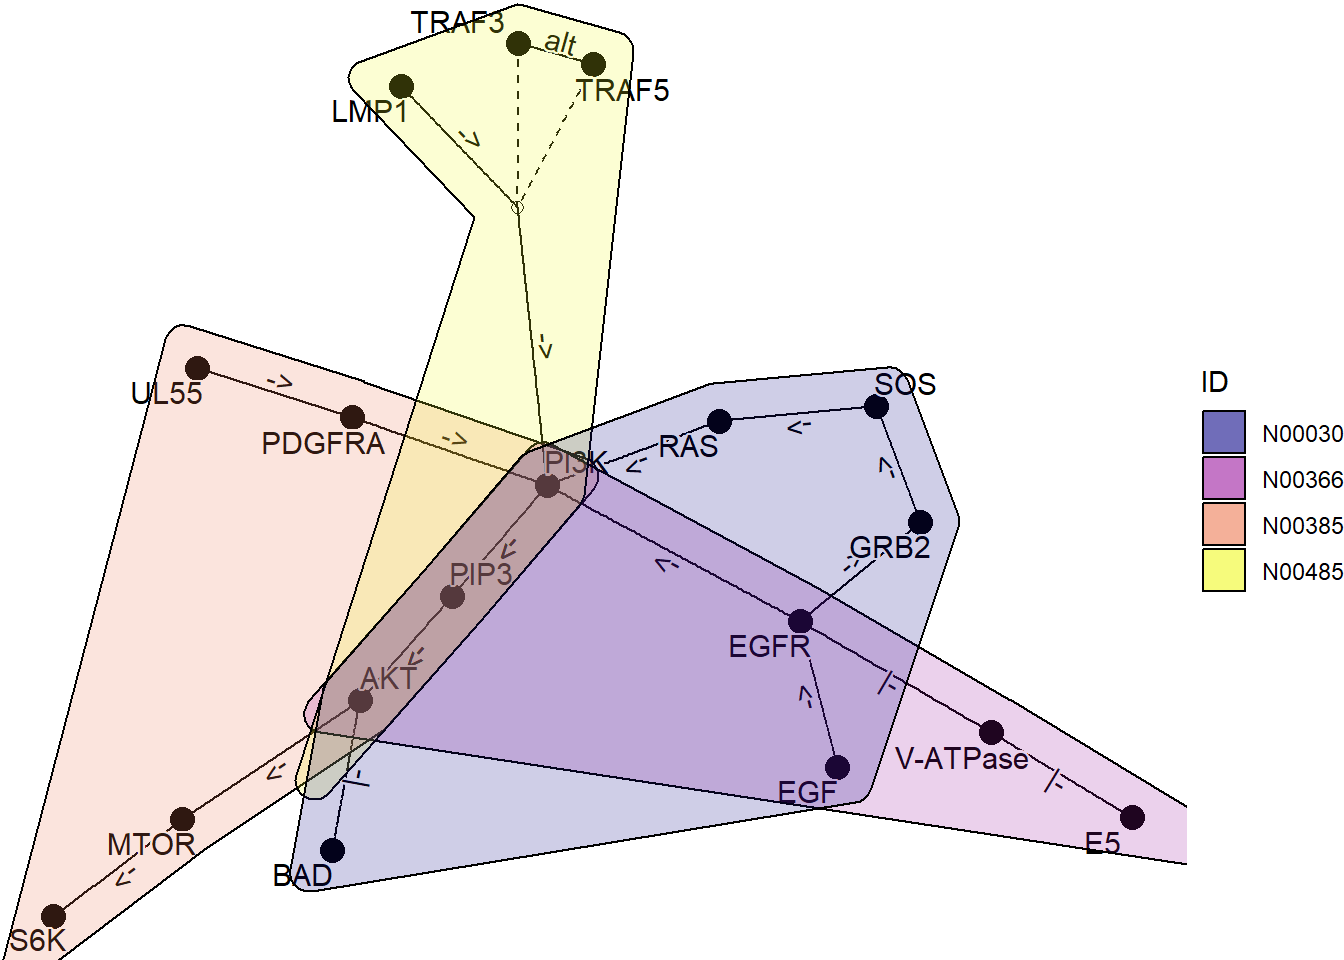 TRAF3
alt
TRAF5
LMP1
->
->
ID
SOS
UL55
->
N00030
PDGFRA
->
RAS
->
PI3K
->
->
N00366
N00385
GRB2
->
->
->
PIP3
N00485
EGFR
->
AKT
-|
->
V-ATPase
->
-|
-|
EGF
MTOR
E5
BAD
->
S6K